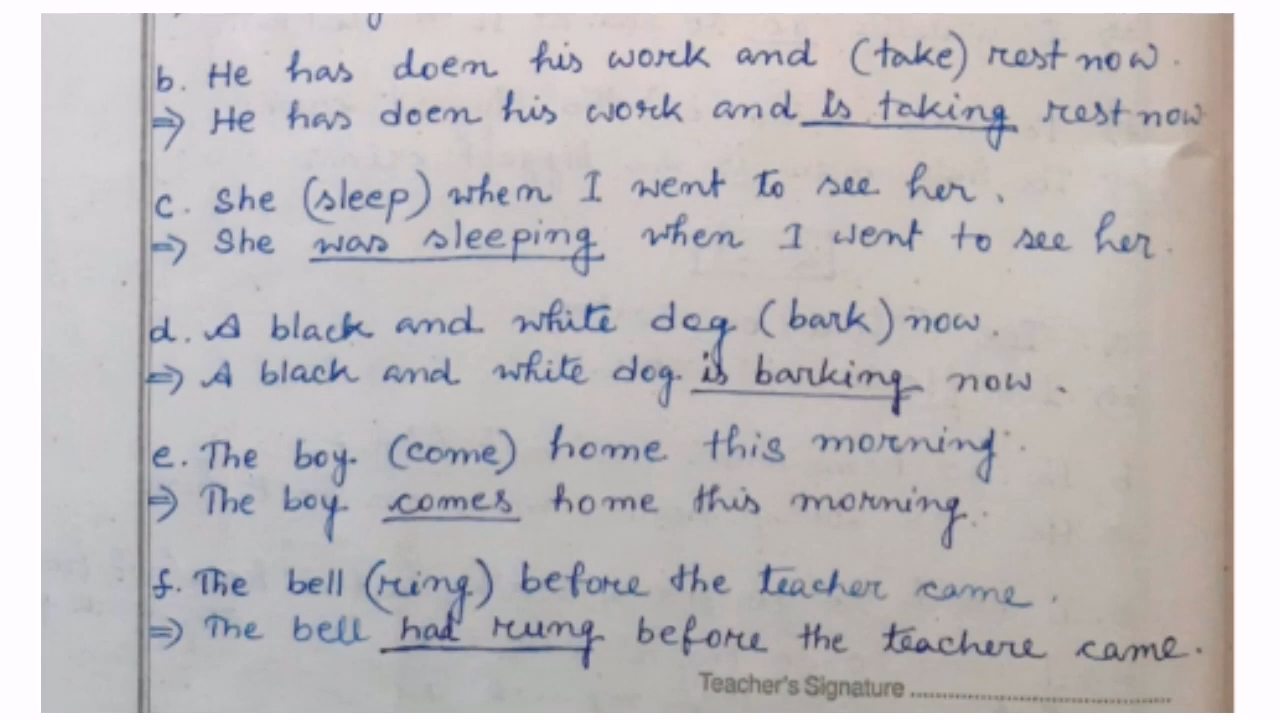 b. He has doen his work and (take) rest now.
⇒ He has doen his work and is taking rest now
c. She (sleep) when I went to see her.
⇒ She was sleeping when I went to see her.
d. A black and white dog (bark) now.
⇒ A black and white dog is barking now.
e. The boy (come) home this morning.
⇒ The boy comes home this morning.
f. The bell (ring) before the teacher came.
⇒ The bell had rung before the teachere came.
Teacher's Signature ................................